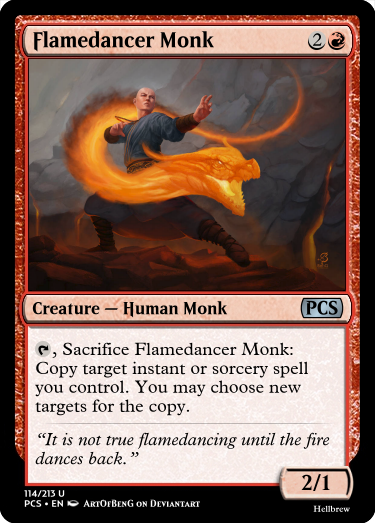 Flamedancer Monk 2
Creature — Human Monk PCS
, Sacrifice Flamedancer Monk:
Copy target instant or sorcery spell
you control. You may choose new
targets for the copy.
“It is not true flamedancing until the fire
dances back.”
2/1
114/213 U
PCS • EN ArtOfBenG on Deviantart
Hellbrew